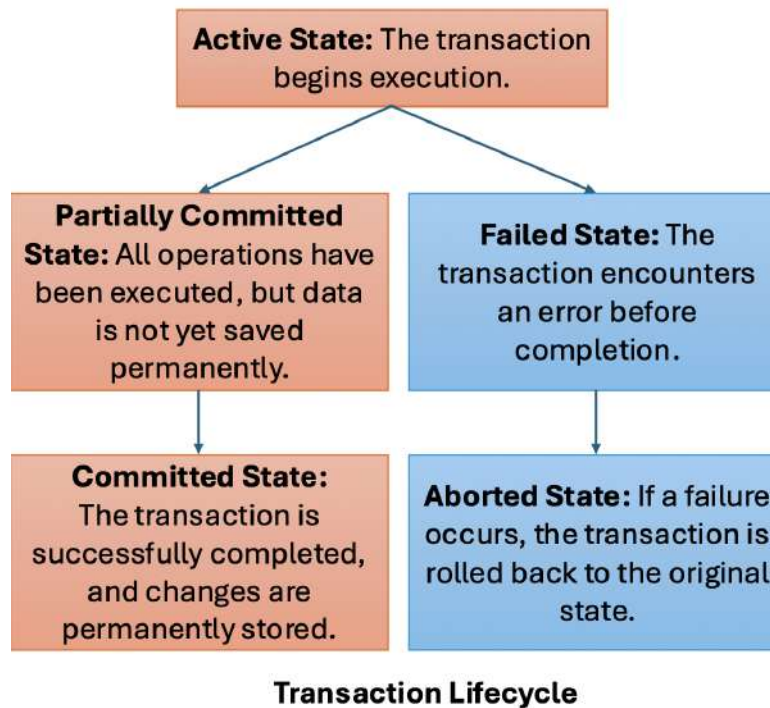 Active State: The transaction
begins execution.
Partially Committed
State: All operations have
been executed, but data
is not yet saved
permanently.
Failed State: The
transaction encounters
an error before
completion.
Committed State:
The transaction is
successfully completed,
and changes are
permanently stored.
Aborted State: If a failure
occurs, the transaction is
rolled back to the original
state.
Transaction Lifecycle